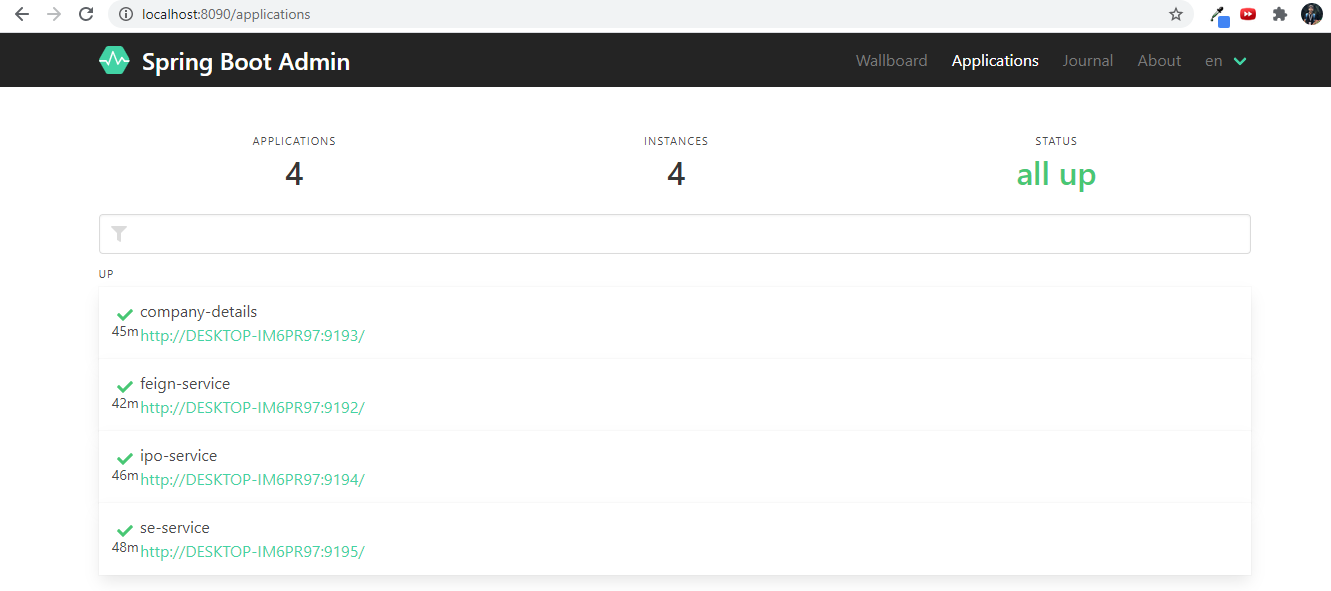 localhost:8090/applications
Spring Boot Admin Wallboard Applications Journal About en
APPLICATIONS INSTANCES STATUS
4 4 all up
UP
company-details
45m http://DESKTOP-IM6PR97:9193/
feign-service
42m http://DESKTOP-IM6PR97:9192/
ipo-service
46m http://DESKTOP-IM6PR97:9194/
se-service
48m http://DESKTOP-IM6PR97:9195/